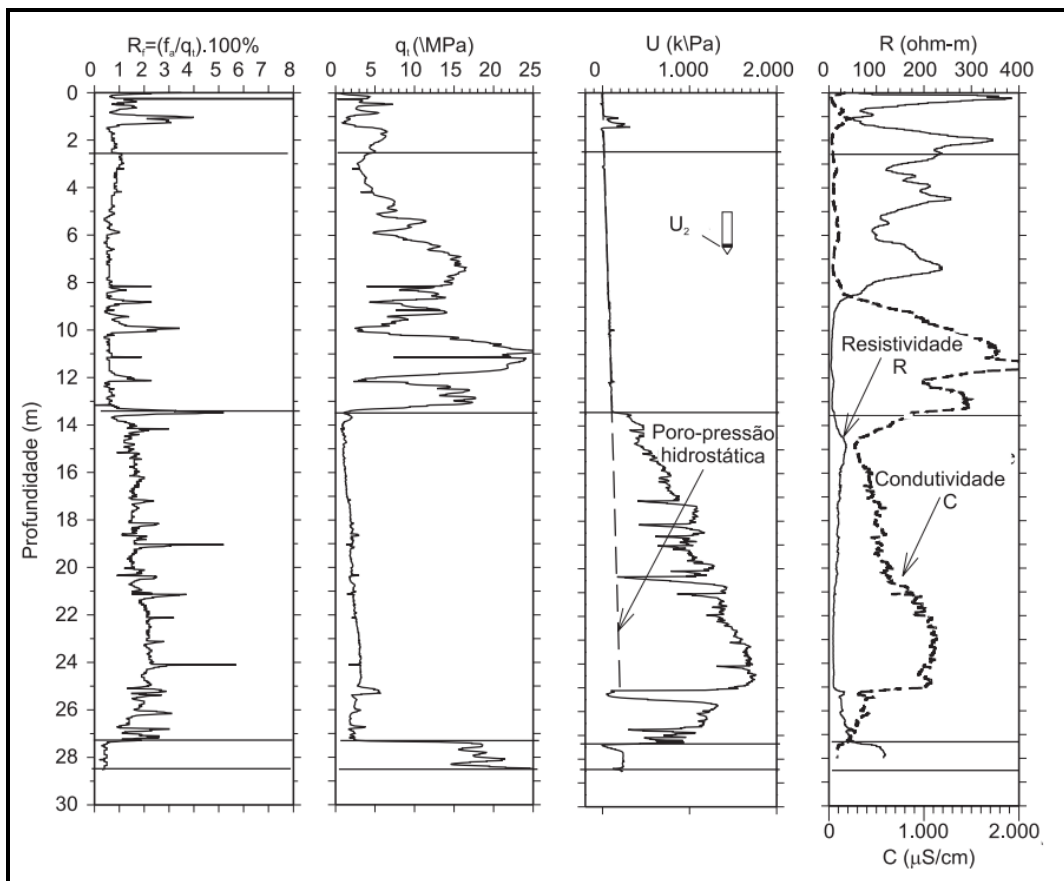 Rf=(fa/qt).100%
qt (\MPa)
U (k\Pa)
R (ohm-m)
0 1 2 3 4 5 6 7 8
0 5 10 15 20 25
0 1.000 2.000
0 100 200 300 400
Profundidade (m)
0
2
4
6
8
10
12
14
16
18
20
22
24
26
28
30
U2
Poro-pressão
hidrostática
Resistividade
R
Condutividade
C
0 1.000 2.000
C (µS/cm)